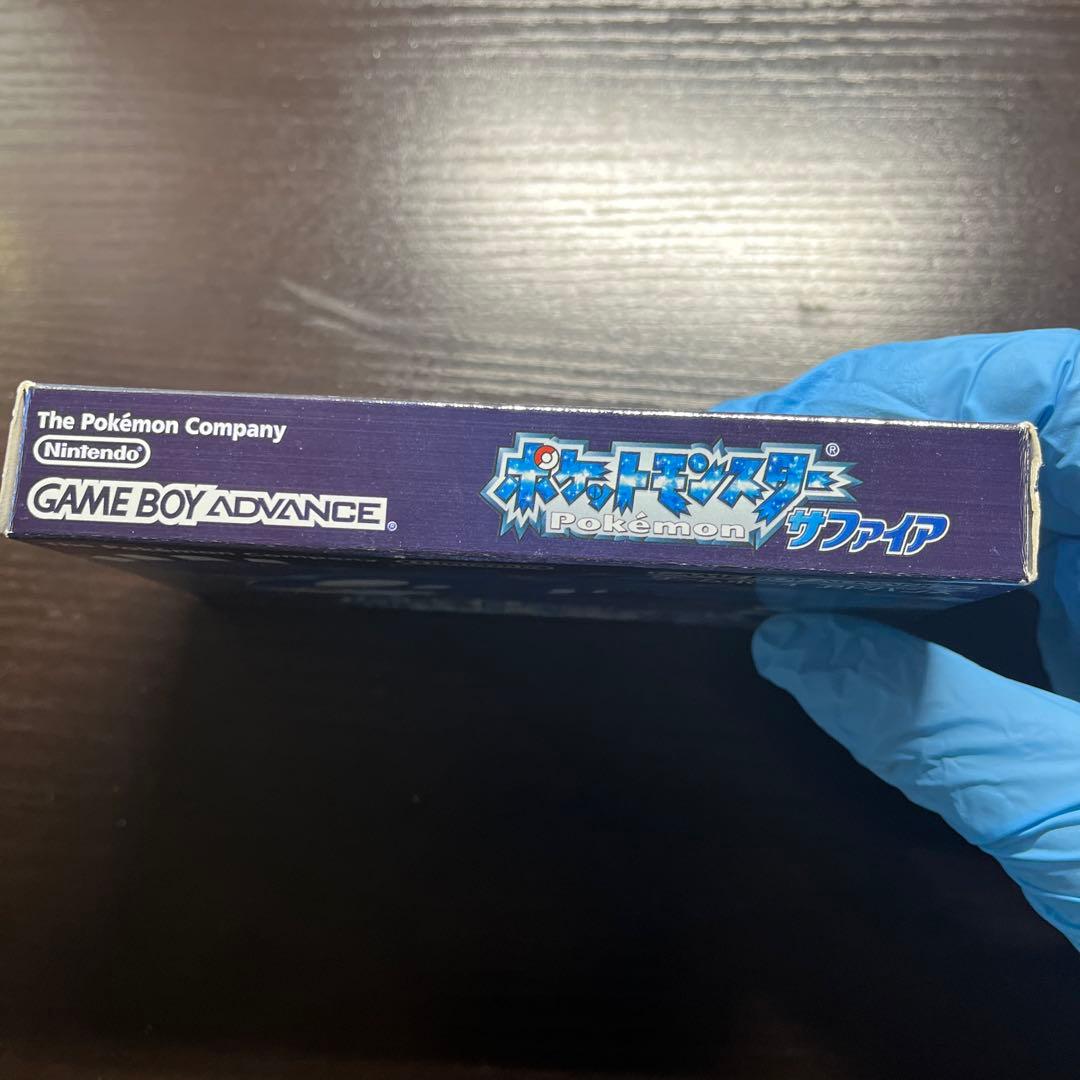 The Pokémon Company
Nintendo®
GAME BOY ADVANCE®
ポケットモンスター®
Pokémon
サファイア